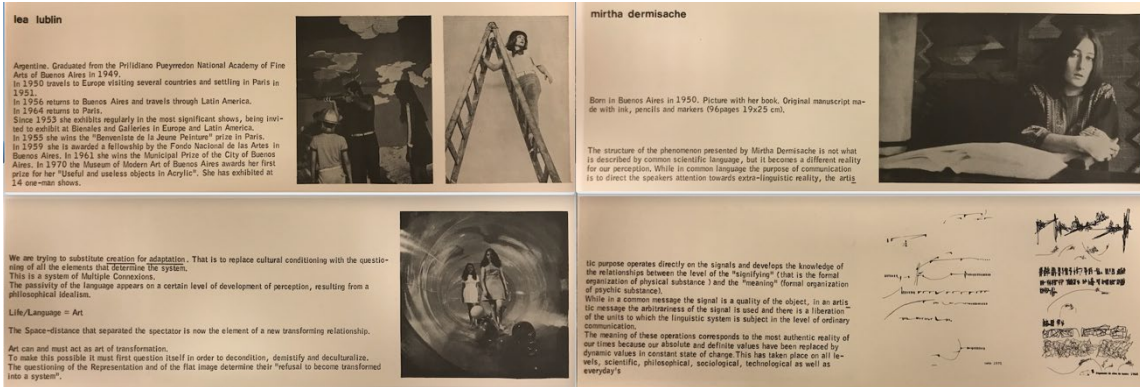 lea lublin
Argentine. Graduated from the Prilidiano Pueyrredon National Academy of Fine
Arts of Buenos Aires in 1949.
In 1950 travels to Europe visiting several countries and settling in Paris in
1951.
In 1956 returns to Buenos Aires and travels through Latin America.
In 1964 returns to Paris.
Since 1953 she exhibits regularly in the most significant shows, being invi-
ted to exhibit at Bienales and Galleries in Europe and Latin America.
In 1955 she wins the "Benveniste de la Jeune Peinture" prize in Paris.
In 1959 she is awarded a fellowship by the Fondo Nacional de las Artes in
Buenos Aires. In 1961 she wins the Municipal Prize of the City of Buenos
Aires. In 1970 the Museum of Modern Art of Buenos Aires awards her first
prize for her "Useful and useless objects in Acrylic". She has exhibited at
14 one-man shows.
We are trying to substitute creation for adaptation. That is to replace cultural conditioning with the questio-
ning of all the elements that determine the system.
This is a system of Multiple Connexions.
The passivity of the language appears on a certain level of development of perception, resulting from a
philosophical idealism.
Life/Language = Art
The Space-distance that separated the spectator is now the element of a new transforming relationship.
Art can and must act as art of transformation.
To make this possible it must first question itself in order to decondition, demistify and deculturalize.
The questioning of the Representation and of the flat image determine their "refusal to become transformed
into a system".
mirtha dermisache
Born in Buenos Aires in 1950. Picture with her book. Original manuscript ma-
de with ink, pencils and markers (96pages 19x25 cm).
The structure of the phenomenon presented by Mirtha Dermisache is not what
is described by common scientific language, but it becomes a different reality
for our perception. While in common language the purpose of communication
is to direct the speakers attention towards extra-linguistic reality, the artis
tic purpose operates directly on the signals and develops the knowledge of
the relationships between the level of the "signifying" (that is the formal
organization of physical substance ) and the "meaning" (formal organization
of psychic substance).
While in a common message the signal is a quality of the object, in an artis
tic message the arbitrariness of the signal is used and there is a liberation
of the units to which the linguistic system is subject in the level of ordinary
communication.
The meaning of these operations corresponds to the most authentic reality of
our times because our absolute and definite values have been replaced by
dynamic values in constant state of change. This has taken place on all le-
vels, scientific, philosophical, sociological, technological as well as
everyday's